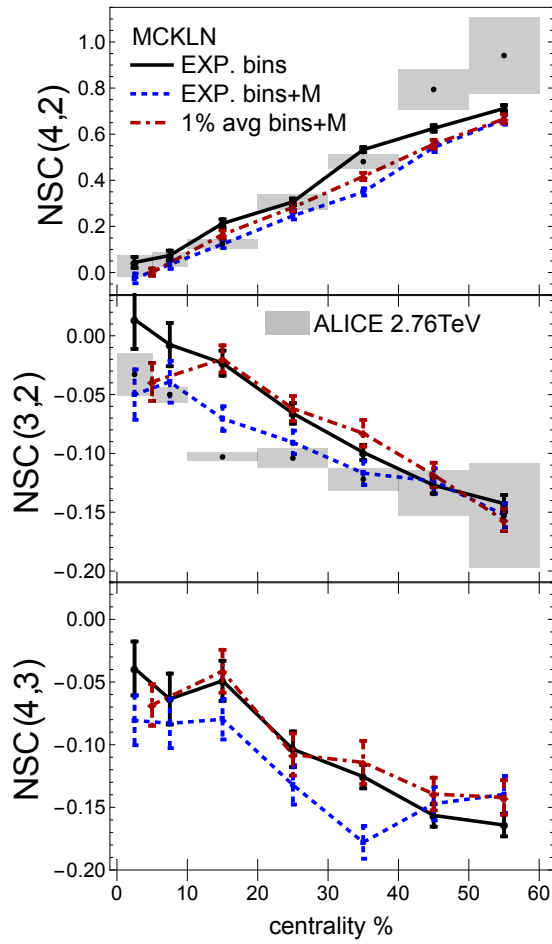 MCKLN
EXP. bins
EXP. bins+M
1% avg bins+M
NSC(4,2)
1.0
0.8
0.6
0.4
0.2
0.0
ALICE 2.76TeV
NSC(3,2)
0.00
−0.05
−0.10
−0.15
−0.20
NSC(4,3)
0.00
−0.05
−0.10
−0.15
−0.20
0 10 20 30 40 50 60
centrality %